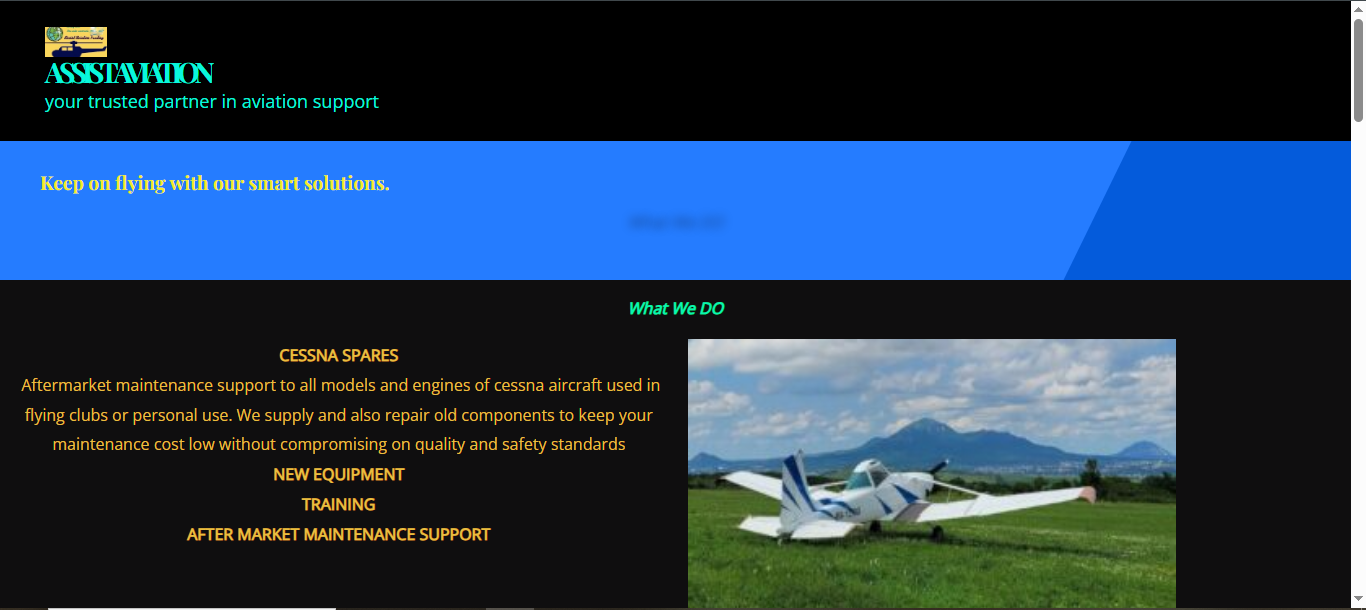 ASSISTAVIATION
your trusted partner in aviation support
Keep on flying with our smart solutions.
What We DO
What We DO
CESSNA SPARES
Aftermarket maintenance support to all models and engines of cessna aircraft used in
flying clubs or personal use. We supply and also repair old components to keep your
maintenance cost low without compromising on quality and safety standards
NEW EQUIPMENT
TRAINING
AFTER MARKET MAINTENANCE SUPPORT